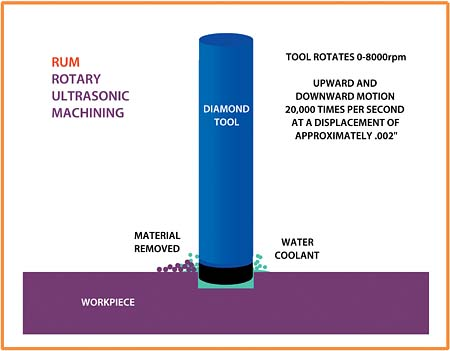 RUM
ROTARY
ULTRASONIC
MACHINING
TOOL ROTATES 0-8000rpm
UPWARD AND
DOWNWARD MOTION
20,000 TIMES PER SECOND
AT A DISPLACEMENT OF
APPROXIMATELY .002"
DIAMOND
TOOL
MATERIAL
REMOVED
WATER
COOLANT
WORKPIECE